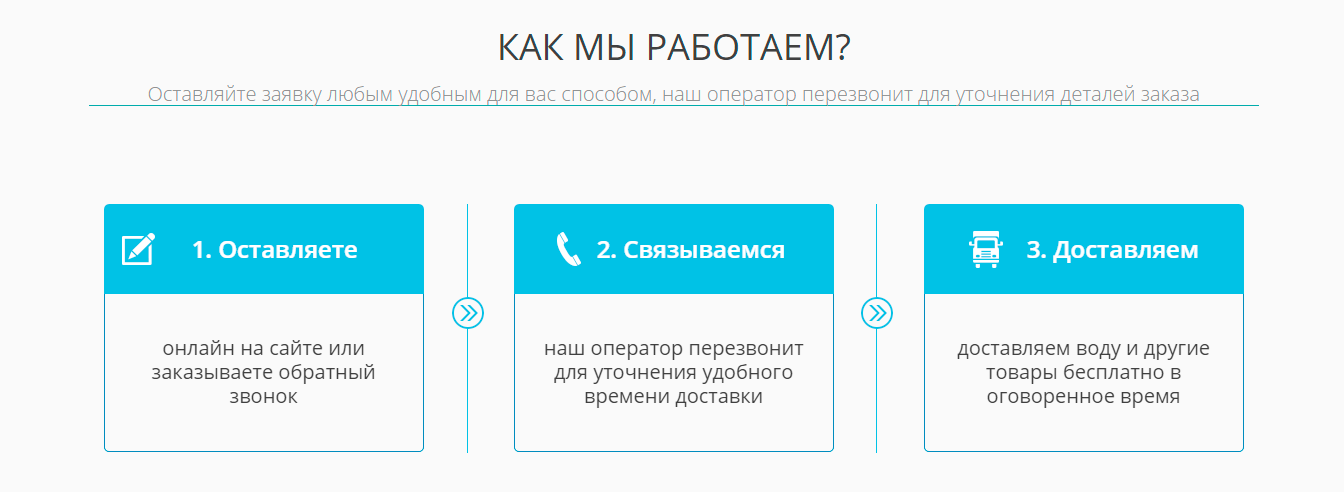 КАК МЫ РАБОТАЕМ?
Оставляйте заявку любым удобным для вас способом, наш оператор перезвонит для уточнения деталей заказа
1. Оставляете
онлайн на сайте или
заказываете обратный
звонок
2. Связываемся
наш оператор перезвонит
для уточнения удобного
времени доставки
3. Доставляем
доставляем воду и другие
товары бесплатно в
оговоренное время